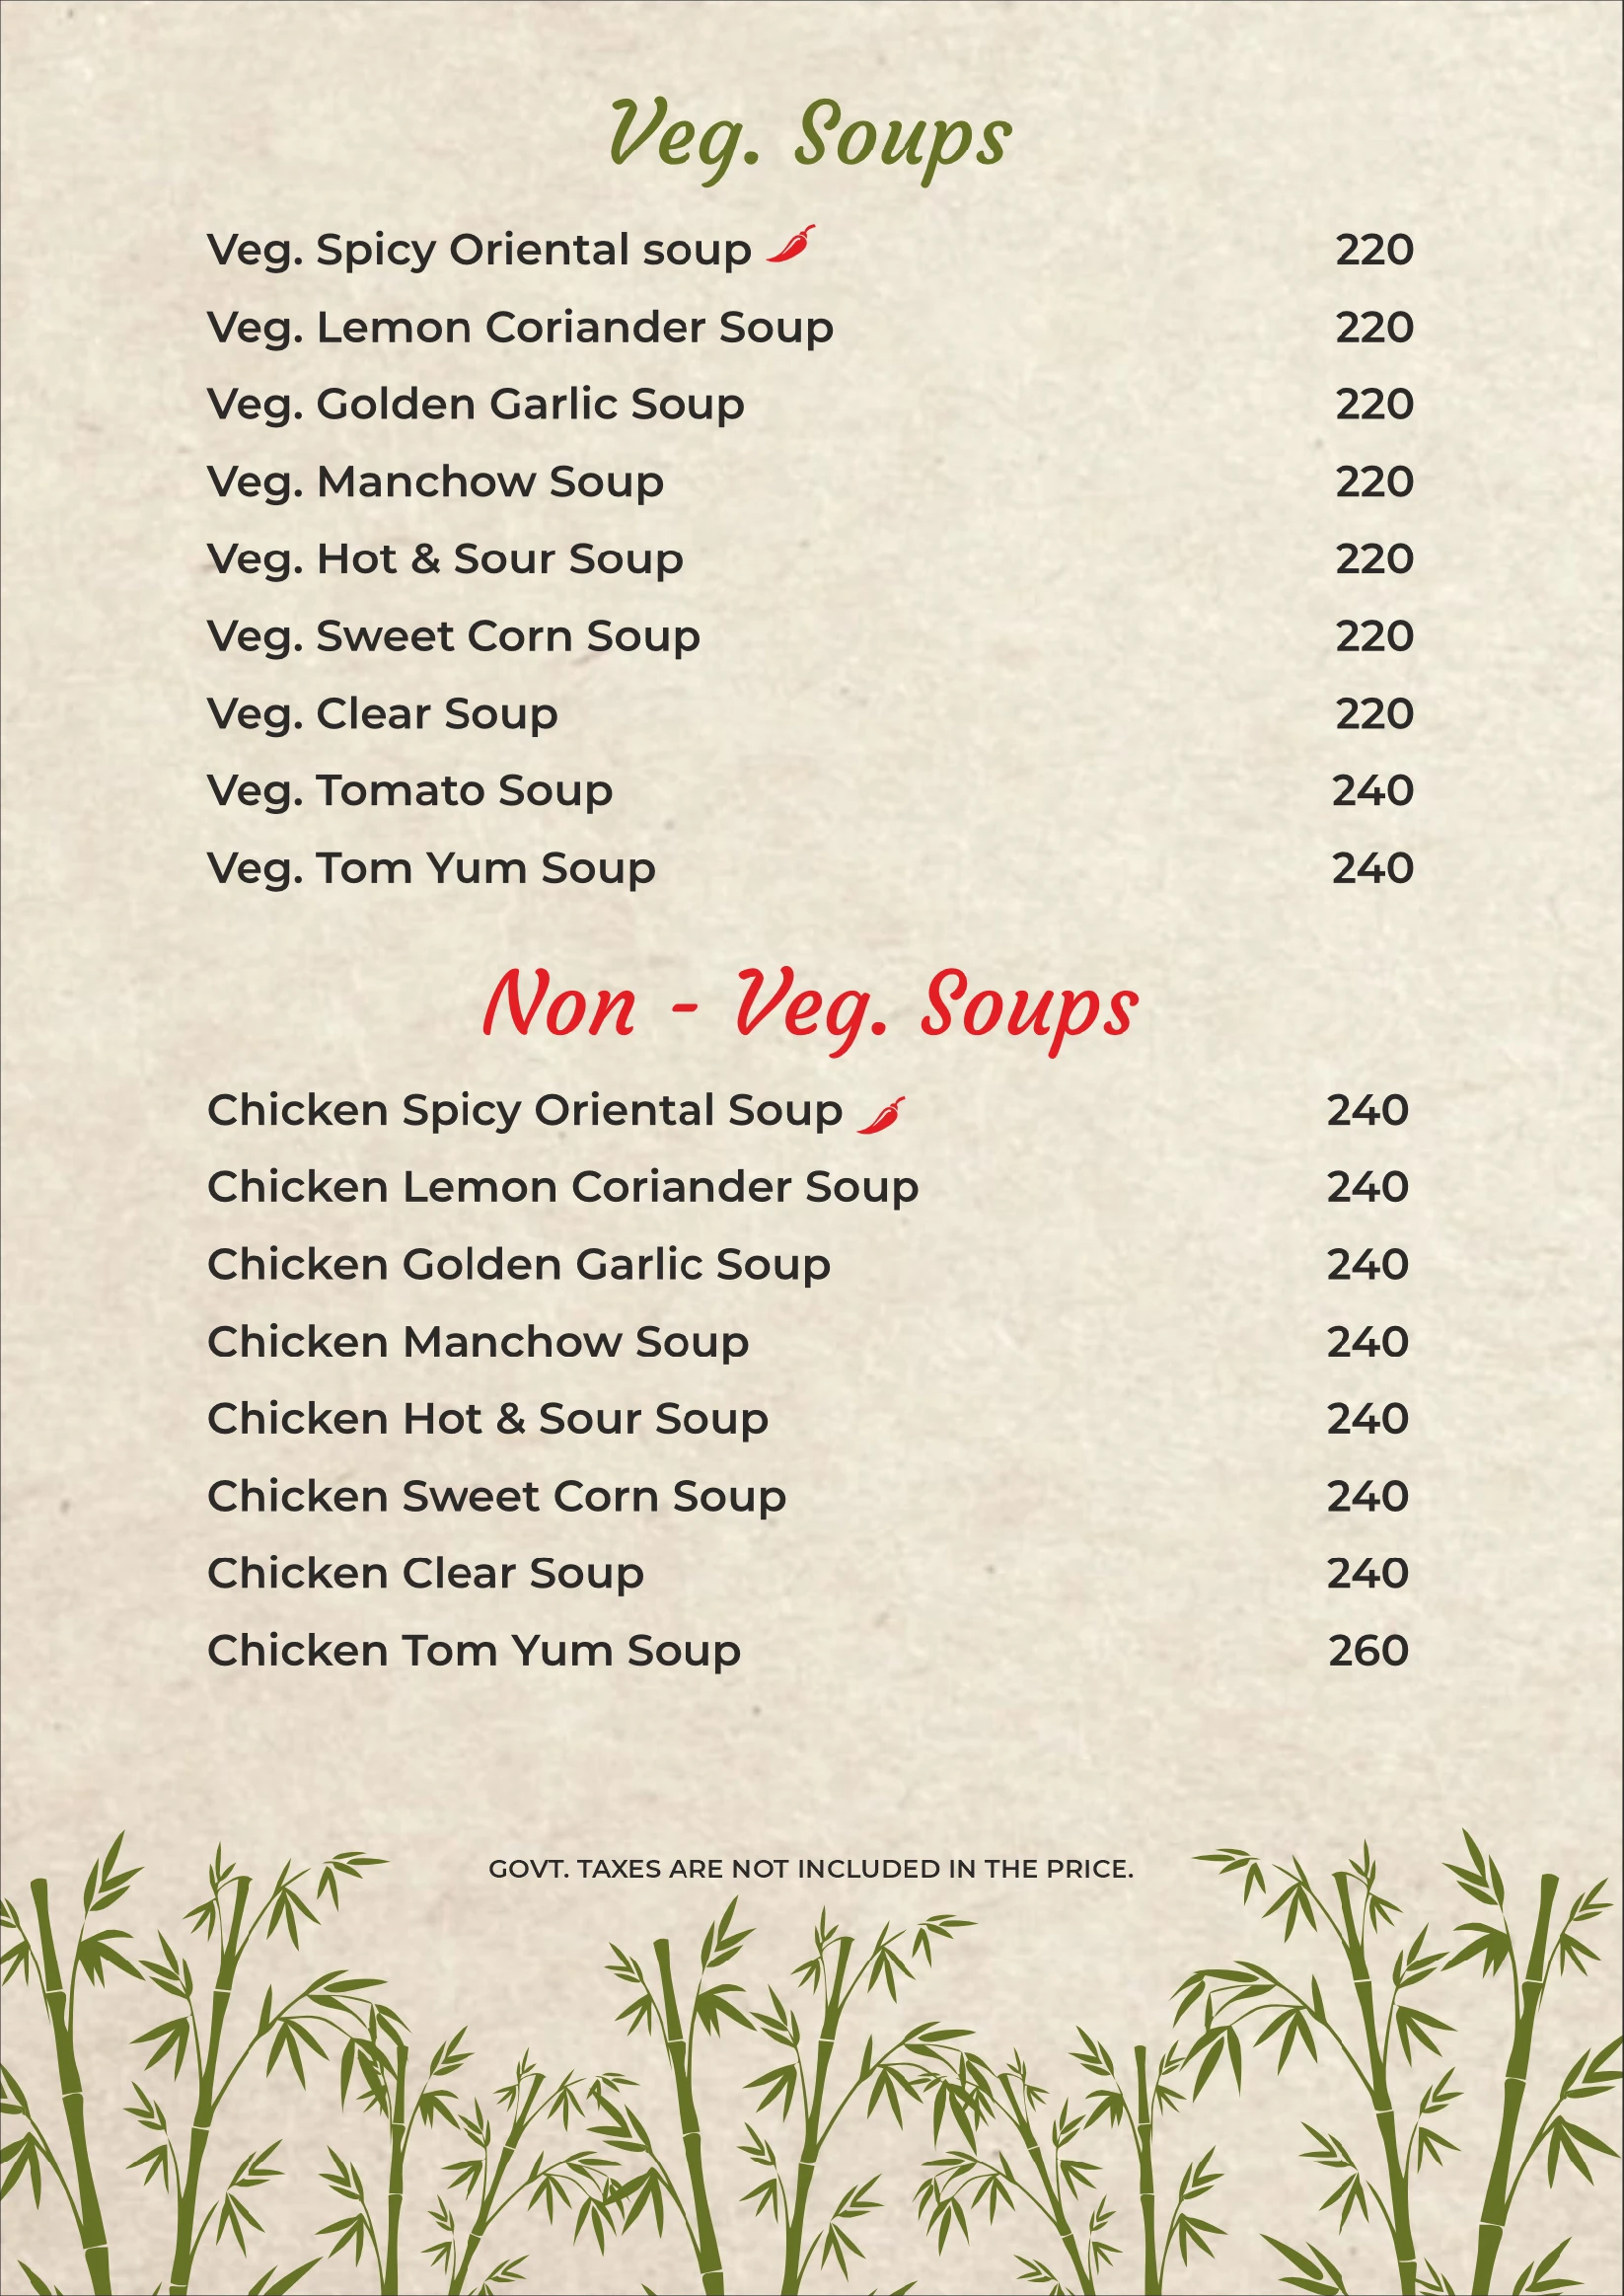 Veg. Soups
Veg. Spicy Oriental soup 220
Veg. Lemon Coriander Soup 220
Veg. Golden Garlic Soup 220
Veg. Manchow Soup 220
Veg. Hot & Sour Soup 220
Veg. Sweet Corn Soup 220
Veg. Clear Soup 220
Veg. Tomato Soup 240
Veg. Tom Yum Soup 240
Non - Veg. Soups
Chicken Spicy Oriental Soup 240
Chicken Lemon Coriander Soup 240
Chicken Golden Garlic Soup 240
Chicken Manchow Soup 240
Chicken Hot & Sour Soup 240
Chicken Sweet Corn Soup 240
Chicken Clear Soup 240
Chicken Tom Yum Soup 260
GOVT. TAXES ARE NOT INCLUDED IN THE PRICE.